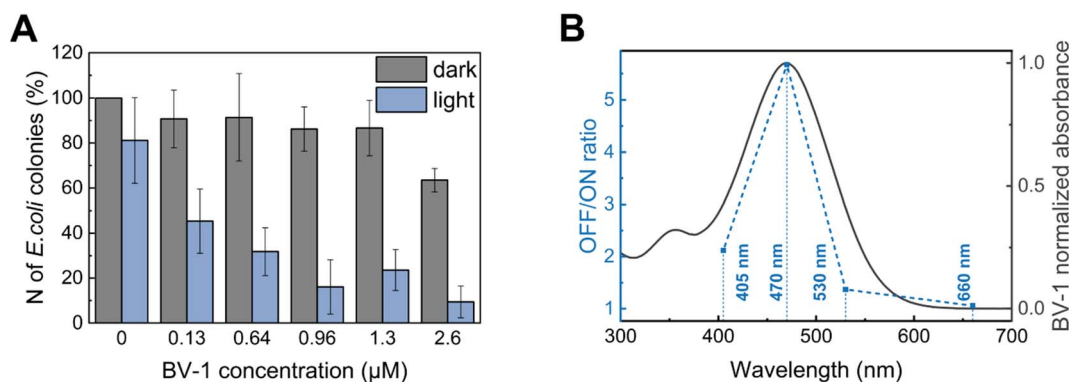 A
N of E.coli colonies (%)
120
100
80
60
40
20
0
dark
light
0 0.13 0.64 0.96 1.3 2.6
BV-1 concentration (µM)
B
OFF/ON ratio
5
4
3
2
1
405 nm
470 nm
530 nm
660 nm
1.0
0.5
0.0
BV-1 normalized absorbance
300 400 500 600 700
Wavelength (nm)